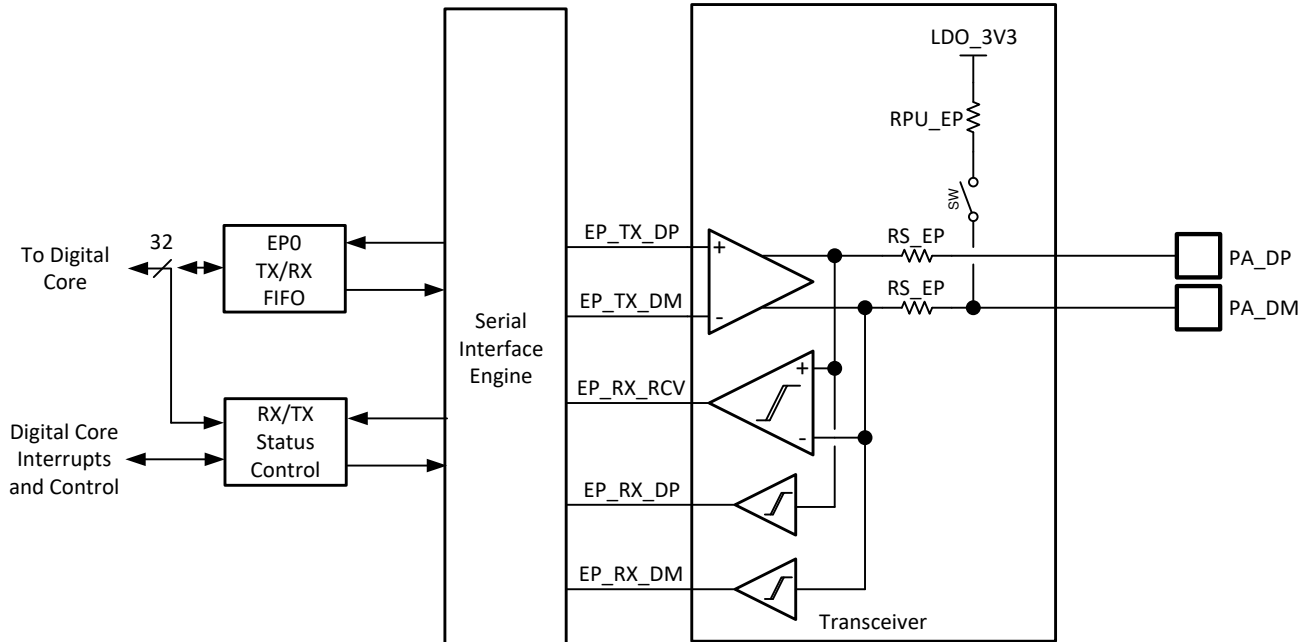 LDO_3V3
RPU_EP
SW
32
To Digital
Core
EP0
TX/RX
FIFO
EP_TX_DP
+
RS_EP
PA_DP
EP_TX_DM
-
RS_EP
PA_DM
Serial
Interface
Engine
EP_RX_RCV
+
-
RX/TX
Status
Control
Digital Core
Interrupts
and Control
EP_RX_DP
EP_RX_DM
Transceiver